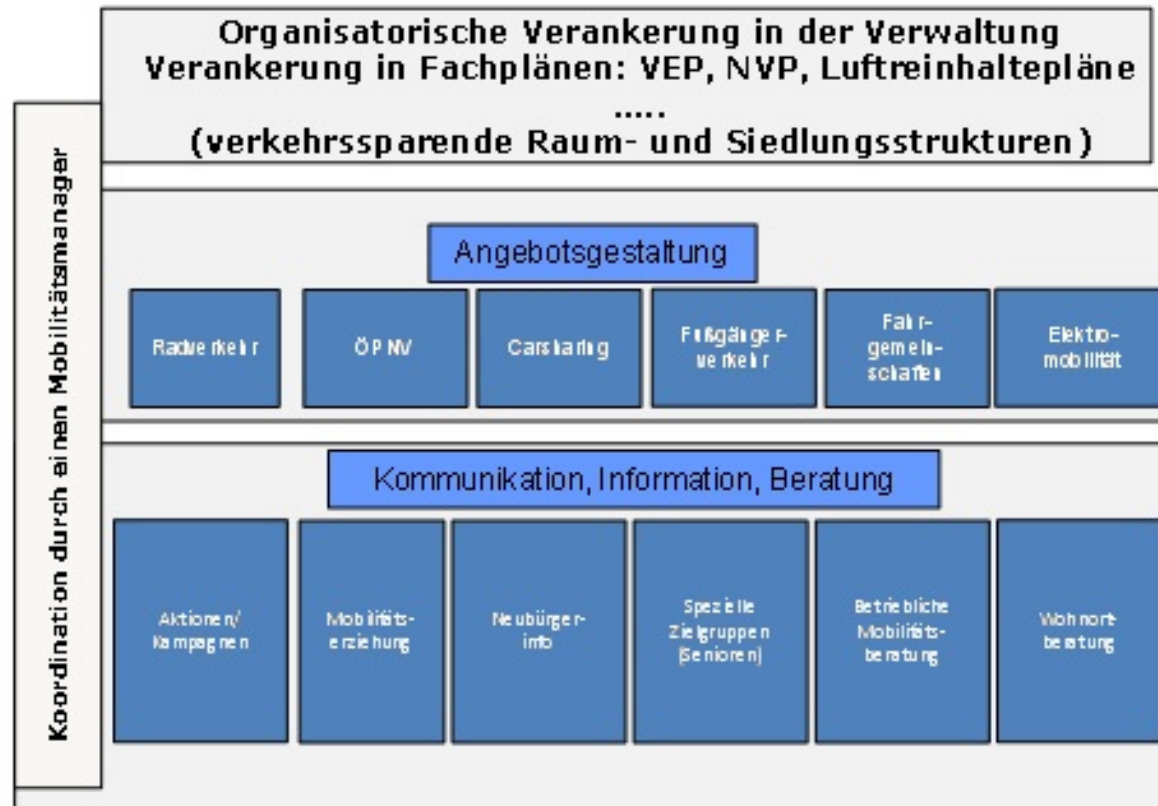 Organisatorische Verankerung in der Verwaltung
Verankerung in Fachplänen: VEP, NVP, Luftreinhaltepläne
.....
(verkehrssparende Raum- und Siedlungsstrukturen)
Koordination durch einen Mobilitätsmanager
Angebotsgestaltung
Radverkehr
ÖPNV
Carsharing
Fußgänger-
verkehr
Fahr-
gemein-
schaften
Elektro-
mobilität
Kommunikation, Information, Beratung
Aktionen/
Kampagnen
Mobilitäts-
erziehung
Neubürger-
info
Spezielle
Zielgruppen
(Senioren)
Betriebliche
Mobilitäts-
beratung
Wohnort-
beratung